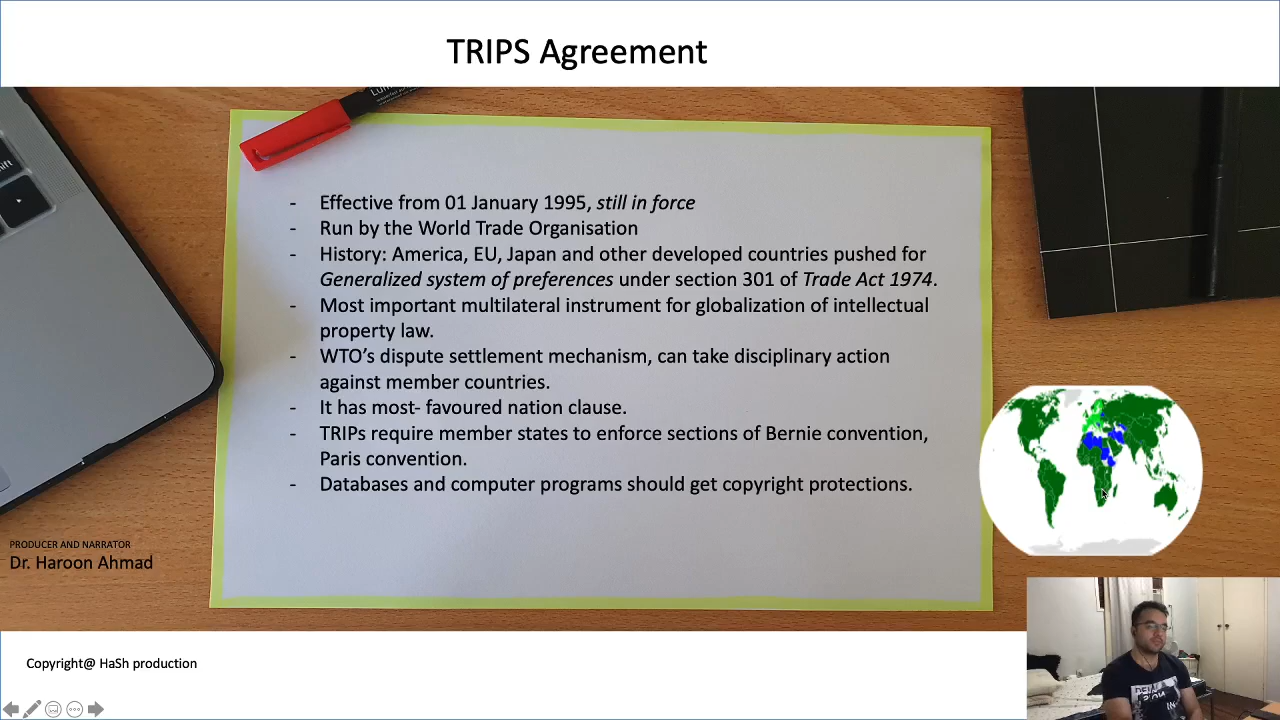 TRIPS Agreement
- Effective from 01 January 1995, still in force
- Run by the World Trade Organisation
- History: America, EU, Japan and other developed countries pushed for
Generalized system of preferences under section 301 of Trade Act 1974.
- Most important multilateral instrument for globalization of intellectual
property law.
- WTO's dispute settlement mechanism, can take disciplinary action
against member countries.
- It has most- favoured nation clause.
- TRIPs require member states to enforce sections of Bernie convention,
Paris convention.
- Databases and computer programs should get copyright protections.
PRODUCER AND NARRATOR
Dr. Haroon Ahmad
Copyright@ HaSh production